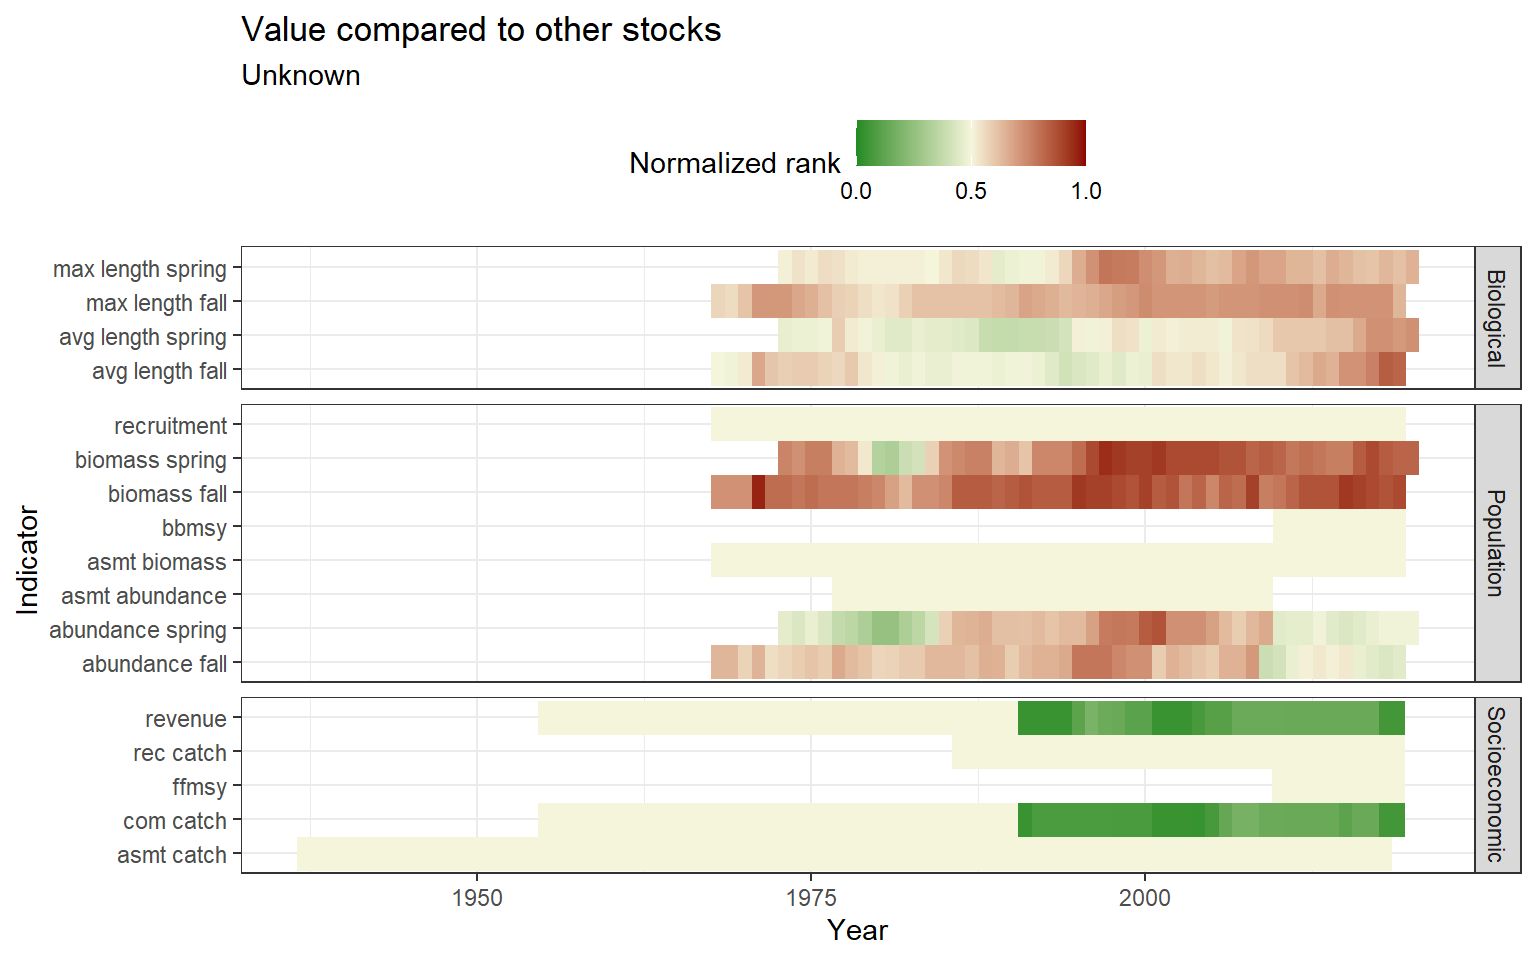 Value compared to other stocks
Unknown
Normalized rank
0.0 0.5 1.0
max length spring
max length fall
avg length spring
avg length fall
Biological
recruitment
biomass spring
biomass fall
bbmsy
asmt biomass
asmt abundance
abundance spring
abundance fall
Population
revenue
rec catch
ffmsy
com catch
asmt catch
Socioeconomic
Indicator
1950 1975 2000
Year